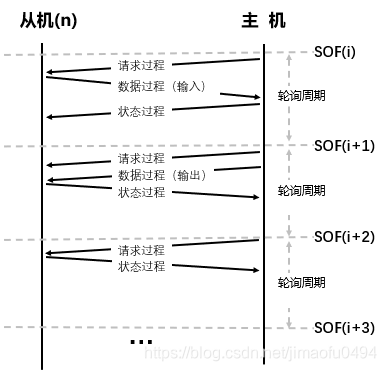 从机(n) 主 机
SOF(i)
请求过程
数据过程（输入）
轮询周期
状态过程
SOF(i+1)
请求过程
数据过程（输出）
轮询周期
状态过程
SOF(i+2)
请求过程
状态过程
轮询周期
SOF(i+3)
...
https://blog.csdn.net/jimaofu0494